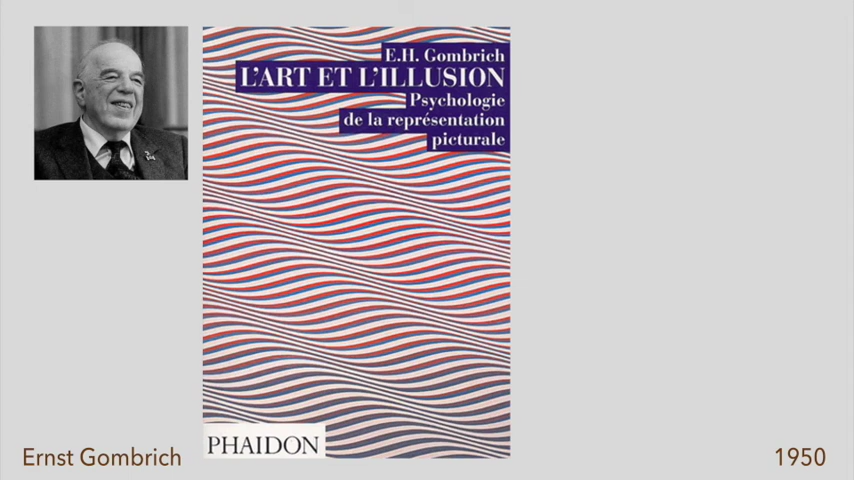 E.H. Gombrich
L'ART ET L'ILLUSION
Psychologie
de la représentation
picturale
PHAIDON
Ernst Gombrich
1950